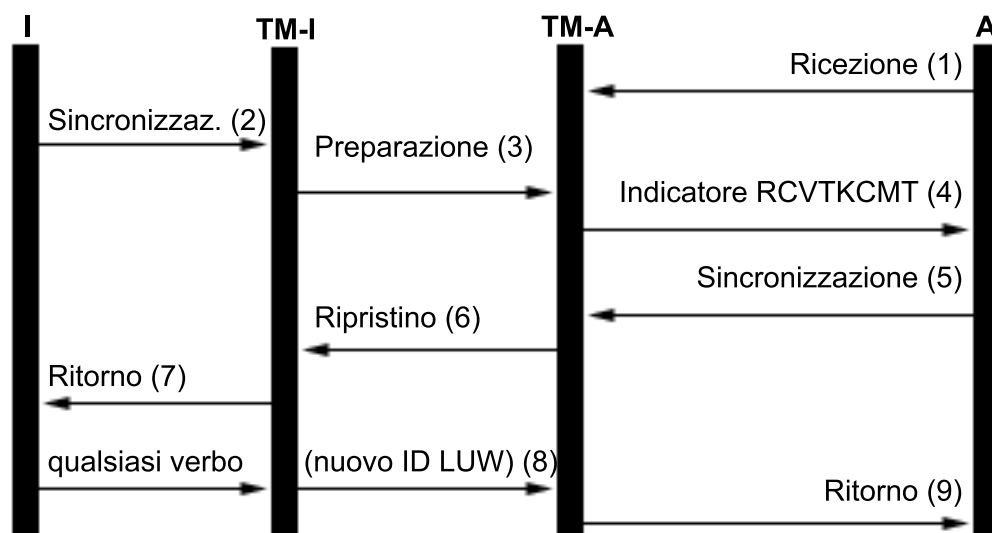 I TM-I TM-A A
Ricezione (1)
Sincronizzaz. (2)
Preparazione (3)
Indicatore RCVTKCMT (4)
Sincronizzazione (5)
Ripristino (6)
Ritorno (7)
qualsiasi verbo (nuovo ID LUW) (8)
Ritorno (9)